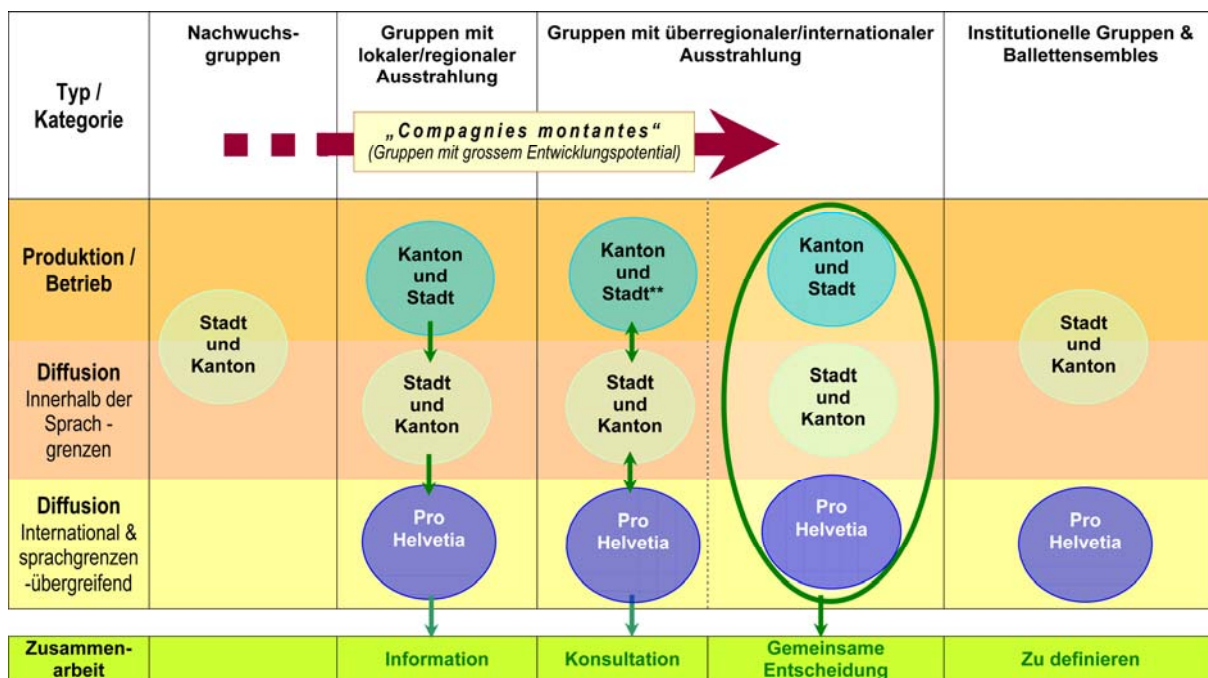 Typ /
Kategorie
Nachwuchs-
gruppen
Gruppen mit
lokaler/regionaler
Ausstrahlung
Gruppen mit überregionaler/internationaler
Ausstrahlung
Institutionelle Gruppen &
Ballettensembles
„Compagnies montantes“
(Gruppen mit grossem Entwicklungspotential)
Produktion /
Betrieb
Kanton
und
Stadt
Kanton
und
Stadt**
Kanton
und
Stadt
Stadt
und
Kanton
Stadt
und
Kanton
Diffusion
Innerhalb der
Sprach -
grenzen
Stadt
und
Kanton
Stadt
und
Kanton
Stadt
und
Kanton
Diffusion
International &
sprachgrenzen
-übergreifend
Pro
Helvetia
Pro
Helvetia
Pro
Helvetia
Pro
Helvetia
Zusammen-
arbeit
Information
Konsultation
Gemeinsame
Entscheidung
Zu definieren